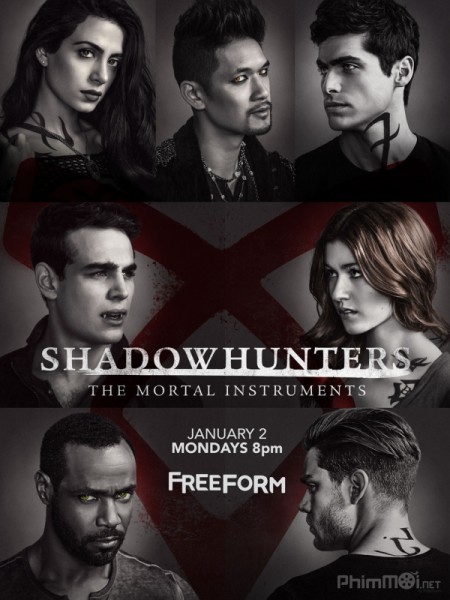 SHADOWHUNTERS
THE MORTAL INSTRUMENTS
JANUARY 2
MONDAYS 8pm
FREEFORM
PhimMoi.NET